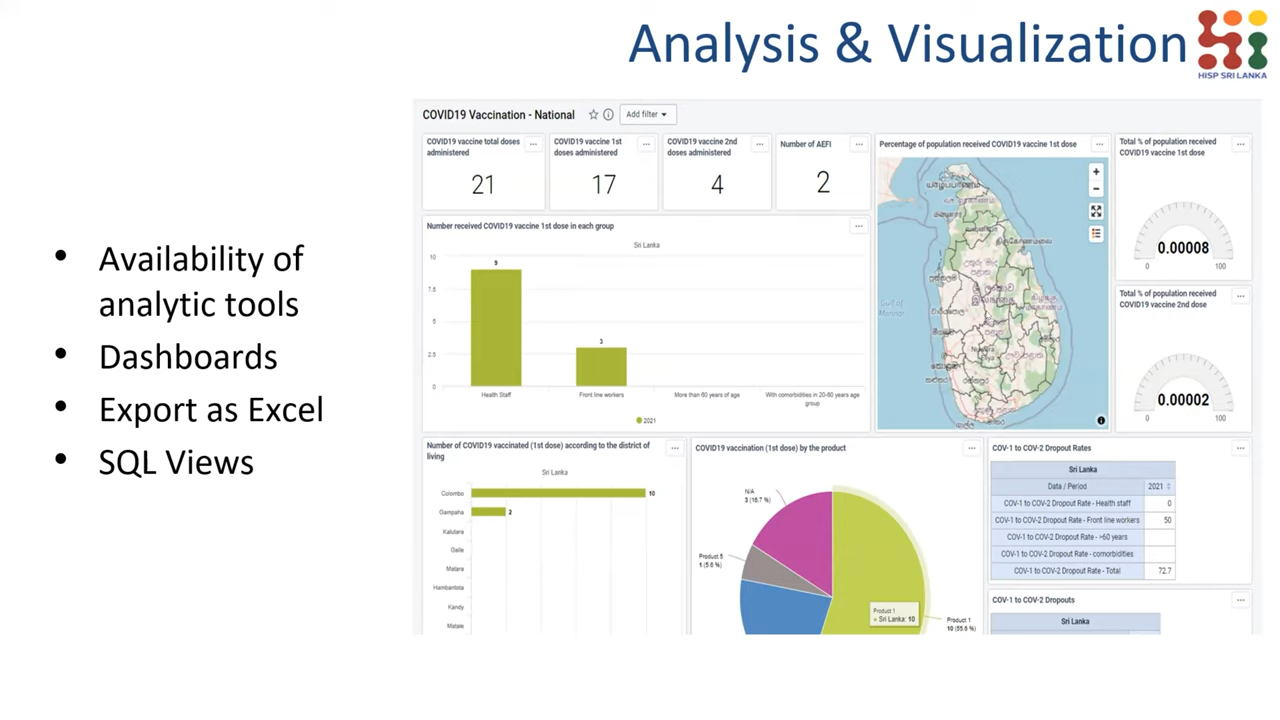 Analysis & Visualization
HISP SRI LANKA
Availability of
analytic tools
Dashboards
Export as Excel
SQL Views
COVID19 Vaccination - National
Add filter
COVID19 vaccine total doses
administered
21
COVID19 vaccine 1st
doses administered
17
COVID19 vaccine 2nd
doses administered
4
Number of AEFI
2
Percentage of population received COVID19 vaccine 1st dose
Gulf of
Mannar
Total % of population received
COVID19 vaccine 1st dose
0.00008
0 100
Total % of population received
COVID19 vaccine 2nd dose
0.00002
0 100
Number received COVID19 vaccine 1st dose in each group
Sri Lanka
10
7.5
5
2.5
0
9
3
Health Staff
Front line workers
More than 60 years of age
With comorbidities in 20-60 years age
group
2021
Number of COVID19 vaccinated (1st dose) according to the district of
living
Sri Lanka
Colombo 10
Gampaha 2
Kalutara
Galle
Matara
Hambantota
Kandy
Matale
COVID19 vaccination (1st dose) by the product
N/A
3 (16.7 %)
Product 5
1 (5.6 %)
Product 1
Sri Lanka: 10
Product 1
10 (55.6 %)
COV-1 to COV-2 Dropout Rates
Sri Lanka
Data / Period 2021
COV-1 to COV-2 Dropout Rate - Health staff 0
COV-1 to COV-2 Dropout Rate - Front line workers 50
COV-1 to COV-2 Dropout Rate - >60 years
COV-1 to COV-2 Dropout Rate - comorbidities
COV-1 to COV-2 Dropout Rate - Total 72.7
COV-1 to COV-2 Dropouts
Sri Lanka